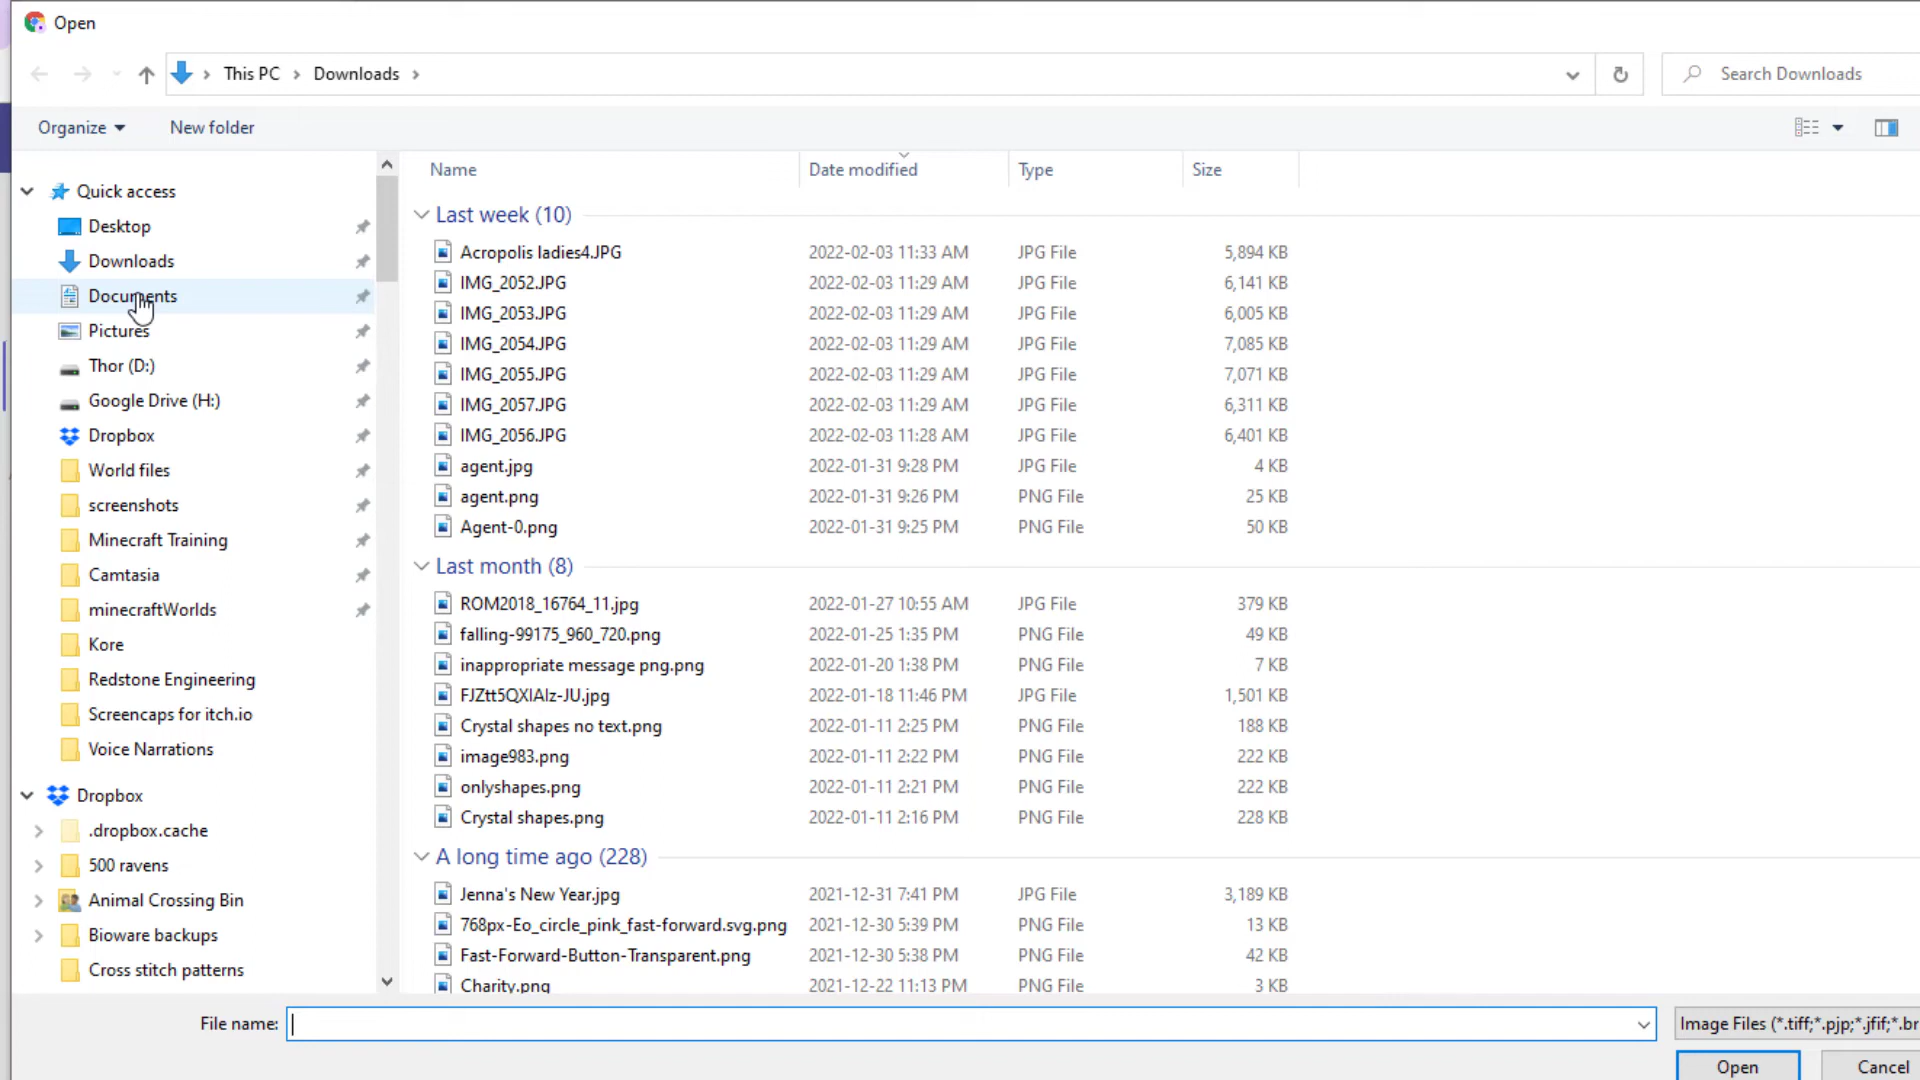 Open
This PC > Downloads >
Search Downloads
Organize
New folder
Name Date modified Type Size
Quick access
Desktop
Downloads
Documents
Pictures
Thor (D:)
Google Drive (H:)
Dropbox
World files
screenshots
Minecraft Training
Camtasia
minecraftWorlds
Kore
Redstone Engineering
Screencaps for itch.io
Voice Narrations
Dropbox
.dropbox.cache
500 ravens
Animal Crossing Bin
Bioware backups
Cross stitch patterns
Last week (10)
Acropolis ladies4.JPG 2022-02-03 11:33 AM JPG File 5,894 KB
IMG_2052.JPG 2022-02-03 11:29 AM JPG File 6,141 KB
IMG_2053.JPG 2022-02-03 11:29 AM JPG File 6,005 KB
IMG_2054.JPG 2022-02-03 11:29 AM JPG File 7,085 KB
IMG_2055.JPG 2022-02-03 11:29 AM JPG File 7,071 KB
IMG_2057.JPG 2022-02-03 11:29 AM JPG File 6,311 KB
IMG_2056.JPG 2022-02-03 11:28 AM JPG File 6,401 KB
agent.jpg 2022-01-31 9:28 PM JPG File 4 KB
agent.png 2022-01-31 9:26 PM PNG File 25 KB
Agent-0.png 2022-01-31 9:25 PM PNG File 50 KB
Last month (8)
ROM2018_16764_11.jpg 2022-01-27 10:55 AM JPG File 379 KB
falling-99175_960_720.png 2022-01-25 1:35 PM PNG File 49 KB
inappropriate message png.png 2022-01-20 1:38 PM PNG File 7 KB
FJZtt5QXIAIz-JU.jpg 2022-01-18 11:46 PM JPG File 1,501 KB
Crystal shapes no text.png 2022-01-11 2:25 PM PNG File 188 KB
image983.png 2022-01-11 2:22 PM PNG File 222 KB
onlyshapes.png 2022-01-11 2:21 PM PNG File 222 KB
Crystal shapes.png 2022-01-11 2:16 PM PNG File 228 KB
A long time ago (228)
Jenna's New Year.jpg 2021-12-31 7:41 PM JPG File 3,189 KB
768px-Eo_circle_pink_fast-forward.svg.png 2021-12-30 5:39 PM PNG File 13 KB
Fast-Forward-Button-Transparent.png 2021-12-30 5:38 PM PNG File 42 KB
Charity.png 2021-12-22 11:13 PM PNG File 3 KB
File name:
Image Files (*.tiff;*.pjp;*.jfif;*.br
Open
Cancel